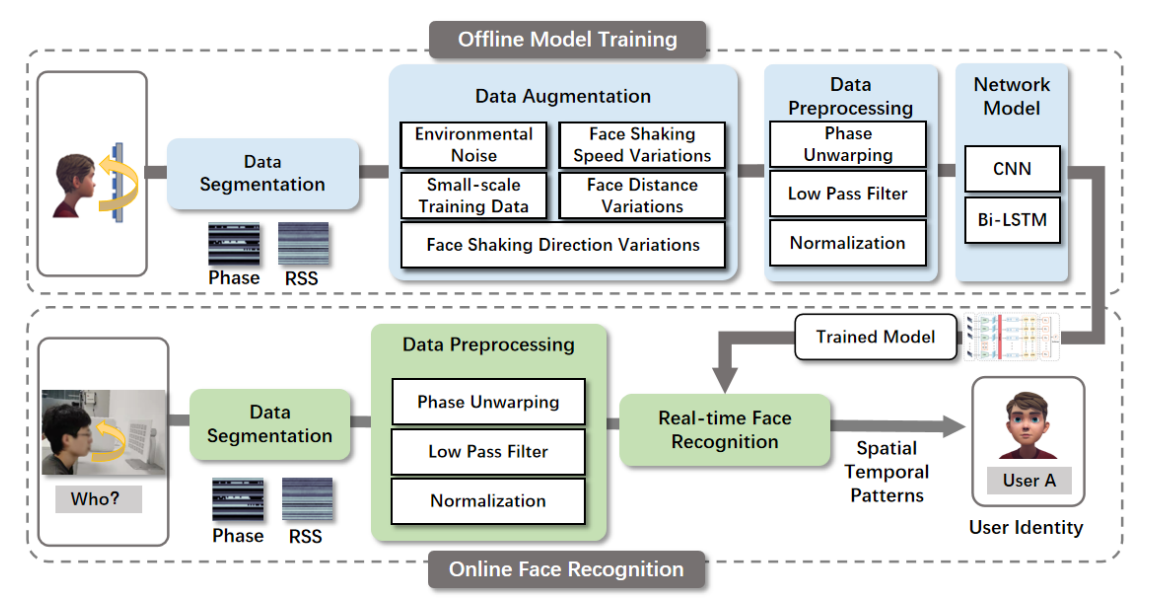 Offline Model Training
Data
Segmentation
Phase
RSS
Data Augmentation
Environmental
Noise
Face Shaking
Speed Variations
Small-scale
Training Data
Face Distance
Variations
Face Shaking Direction Variations
Data
Preprocessing
Phase
Unwarping
Low Pass Filter
Normalization
Network
Model
CNN
Bi-LSTM
Trained Model
Who?
Data
Segmentation
Phase
RSS
Data Preprocessing
Phase Unwarping
Low Pass Filter
Normalization
Real-time Face
Recognition
Spatial
Temporal
Patterns
User A
User Identity
Online Face Recognition